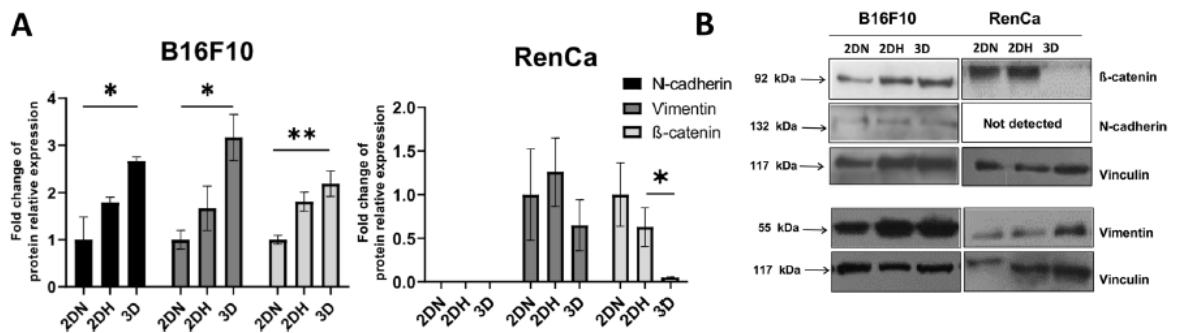 A
B16F10
Fold change of
protein relative expression
5
4
3
2
1
0
*
*
**
2DN 2DH 3D 2DN 2DH 3D 2DN 2DH 3D
RenCa
Fold change of
protein relative expression
2.0
1.5
1.0
0.5
0.0
N-cadherin
Vimentin
ß-catenin
*
2DN 2DH 3D 2DN 2DH 3D 2DN 2DH 3D
B
B16F10 RenCa
2DN 2DH 3D 2DN 2DH 3D
92 kDa ß-catenin
132 kDa Not detected N-cadherin
117 kDa Vinculin
55 kDa Vimentin
117 kDa Vinculin